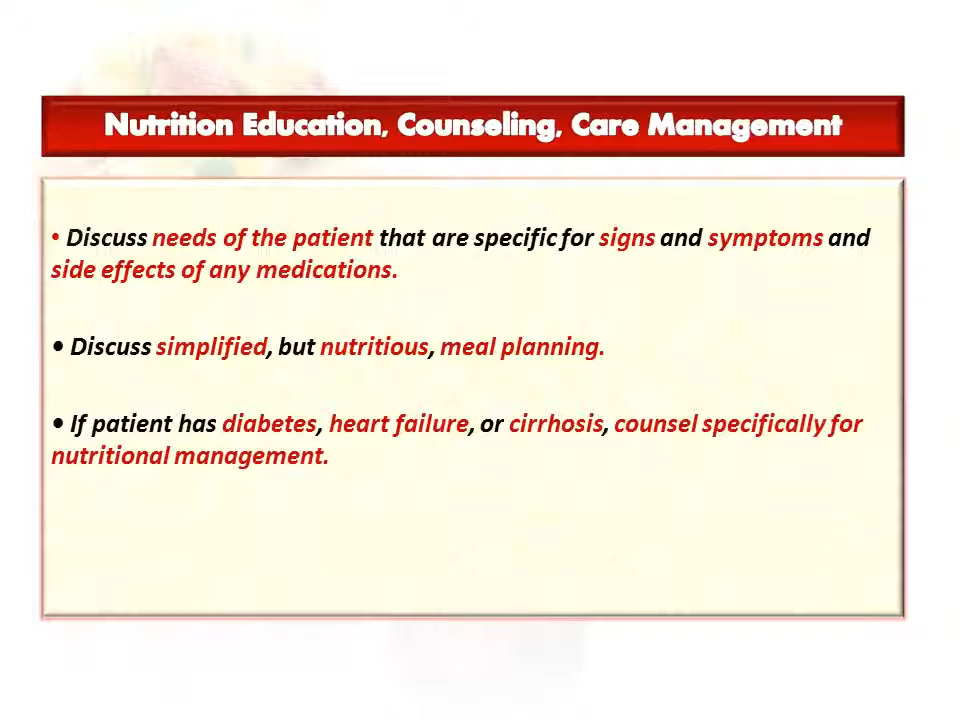 Nutrition Education, Counseling, Care Management
• Discuss needs of the patient that are specific for signs and symptoms and
side effects of any medications.
• Discuss simplified, but nutritious, meal planning.
• If patient has diabetes, heart failure, or cirrhosis, counsel specifically for
nutritional management.